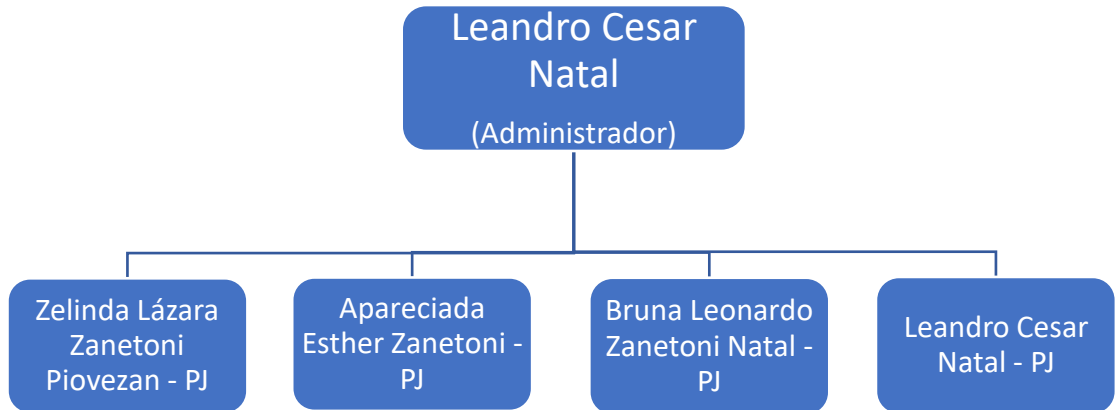 Leandro Cesar
Natal
(Administrador)
Zelinda Lázara
Zanetoni
Piovezan - PJ
Apareciada
Esther Zanetoni -
PJ
Bruna Leonardo
Zanetoni Natal -
PJ
Leandro Cesar
Natal - PJ